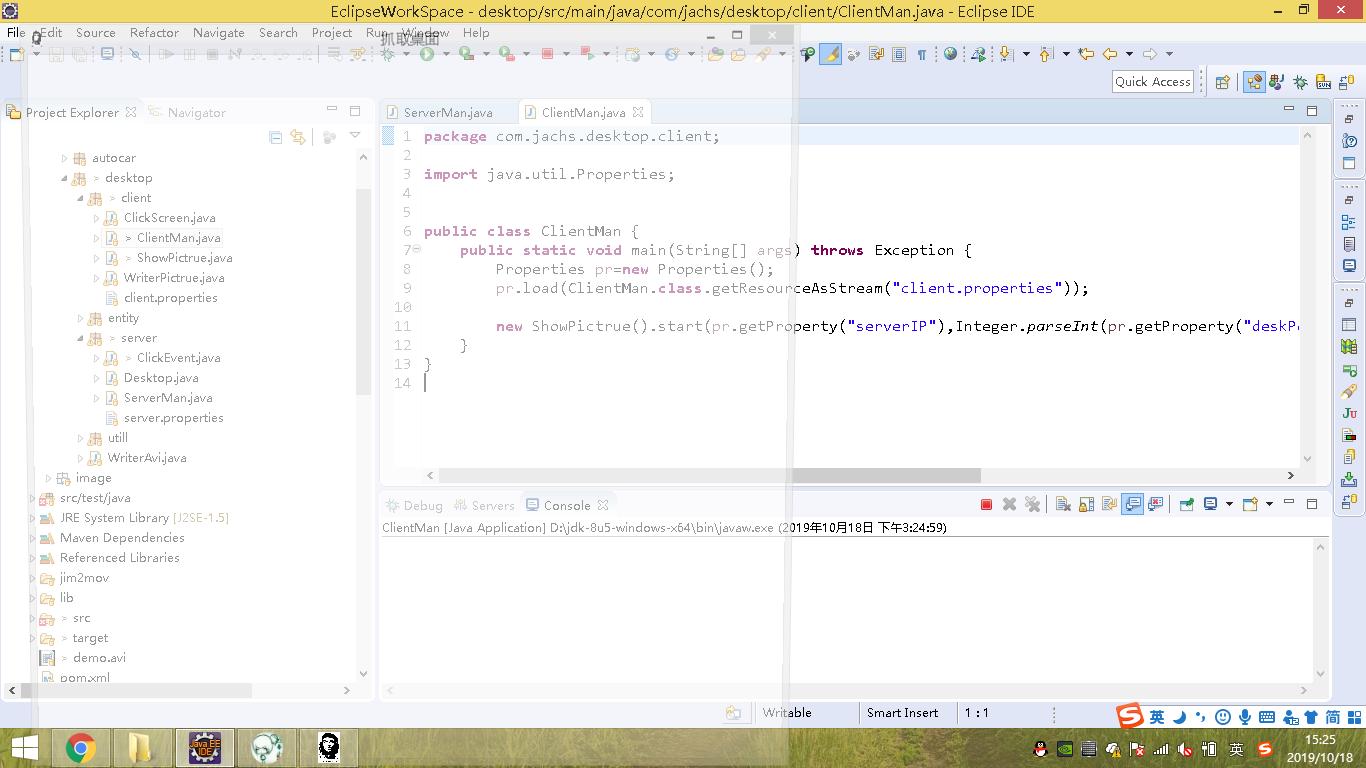 EclipseWorkSpace - desktop/src/main/java/com/jachs/desktop/client/ClientMan.java - Eclipse IDE
File Edit Source Refactor Navigate Search Project Run Window Help
抓取桌面
Quick Access
Project Explorer Navigator
ServerMan.java ClientMan.java
autocar
> desktop
> client
ClickScreen.java
> ClientMan.java
> ShowPictrue.java
WriterPictrue.java
client.properties
entity
> server
> ClickEvent.java
Desktop.java
ServerMan.java
server.properties
utill
WriterAvi.java
image
src/test/java
JRE System Library [J2SE-1.5]
Maven Dependencies
Referenced Libraries
jim2mov
lib
> src
> target
> demo.avi
pom.xml
1 package com.jachs.desktop.client;
2
3 import java.util.Properties;
4
5
6 public class ClientMan {
7 public static void main(String[] args) throws Exception {
8 Properties pr=new Properties();
9 pr.load(ClientMan.class.getResourceAsStream("client.properties"));
10
11 new ShowPictrue().start(pr.getProperty("serverIP"),Integer.parseInt(pr.getProperty("deskP
12 }
13 }
14
Debug Servers Console
ClientMan [Java Application] D:\jdk-8u5-windows-x64\bin\javaw.exe (2019年10月18日 下午3:24:59)
Writable Smart Insert 1 : 1
英 简
Java EE
IDE
英
15:25
2019/10/18